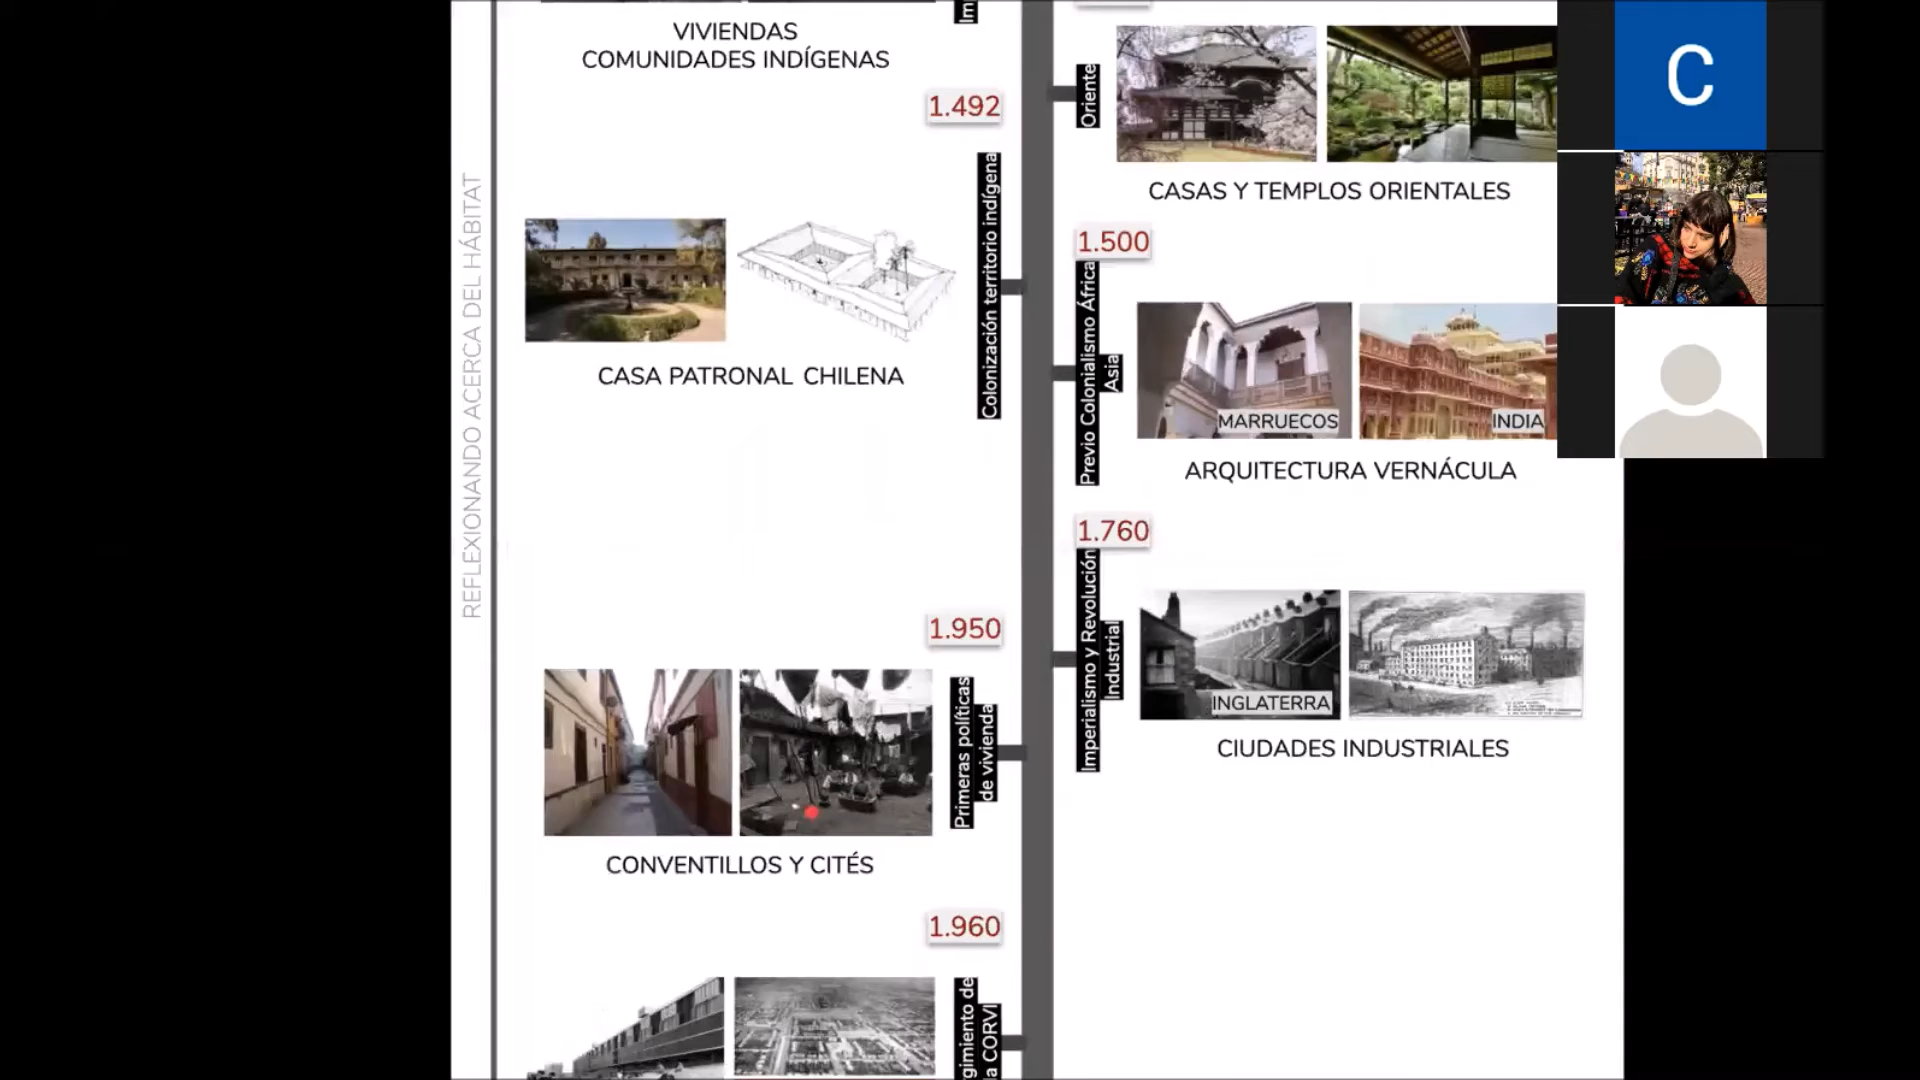 REFLEXIONANDO ACERCA DEL HÁBITAT
VIVIENDAS
COMUNIDADES INDÍGENAS
1.492
Colonización territorio indígena
CASA PATRONAL CHILENA
1.950
Primeras políticas
de vivienda
CONVENTILLOS Y CITÉS
1.960
la CORVI
Oriente
CASAS Y TEMPLOS ORIENTALES
1.500
Previo Colonialismo África
Asia
MARRUECOS
INDIA
ARQUITECTURA VERNÁCULA
1.760
Imperialismo y Revolución
Industrial
INGLATERRA
CIUDADES INDUSTRIALES
C